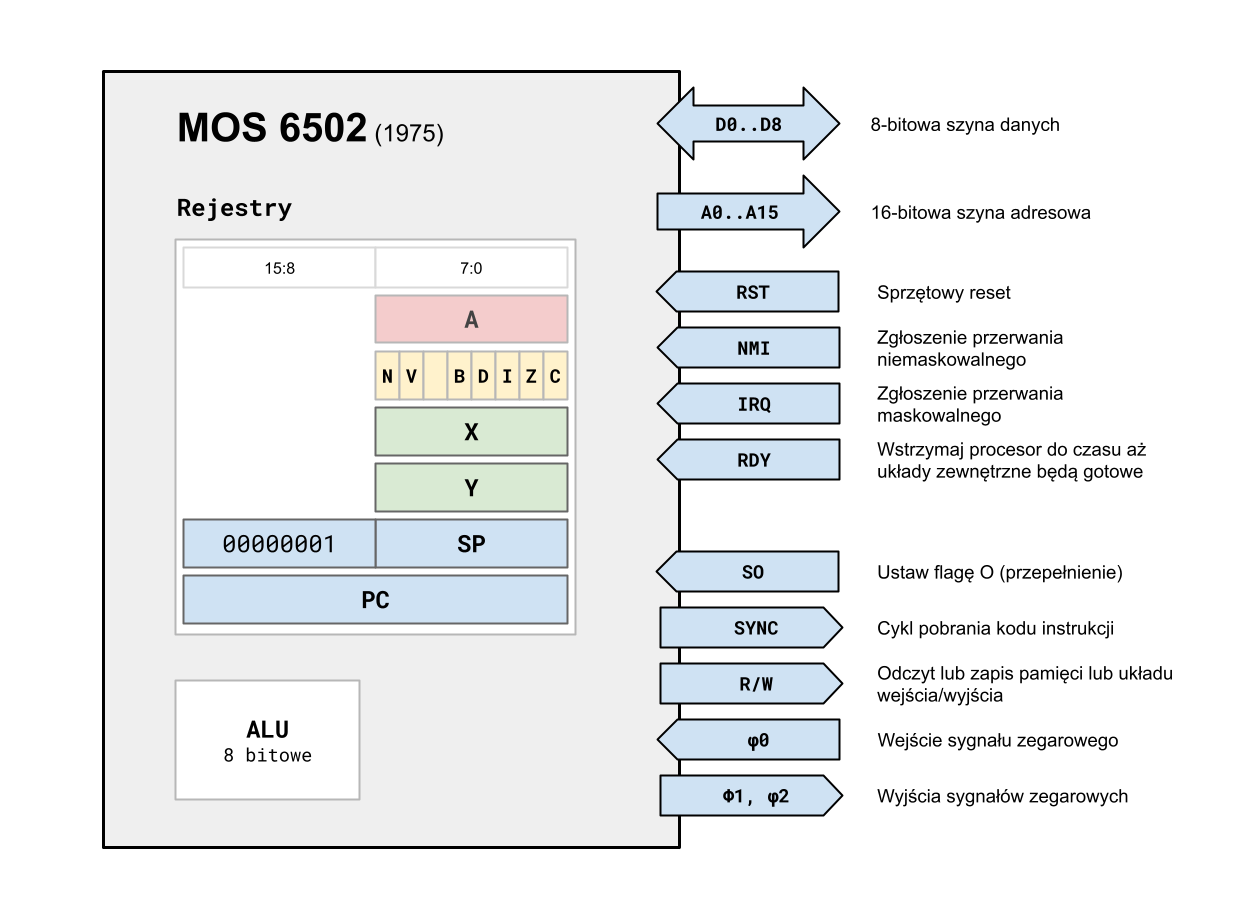 MOS 6502 (1975)
Rejestry
15:8 7:0
A
N V B D I Z C
X
Y
00000001 SP
PC
ALU
8 bitowe
D0..D8 8-bitowa szyna danych
A0..A15 16-bitowa szyna adresowa
RST Sprzętowy reset
NMI Zgłoszenie przerwania
niemaskowalnego
IRQ Zgłoszenie przerwania
maskowalnego
RDY Wstrzymaj procesor do czasu aż
układy zewnętrzne będą gotowe
SO Ustaw flagę O (przepełnienie)
SYNC Cykl pobrania kodu instrukcji
R/W Odczyt lub zapis pamięci lub układu
wejścia/wyjścia
φ0 Wejście sygnału zegarowego
Φ1, φ2 Wyjścia sygnałów zegarowych